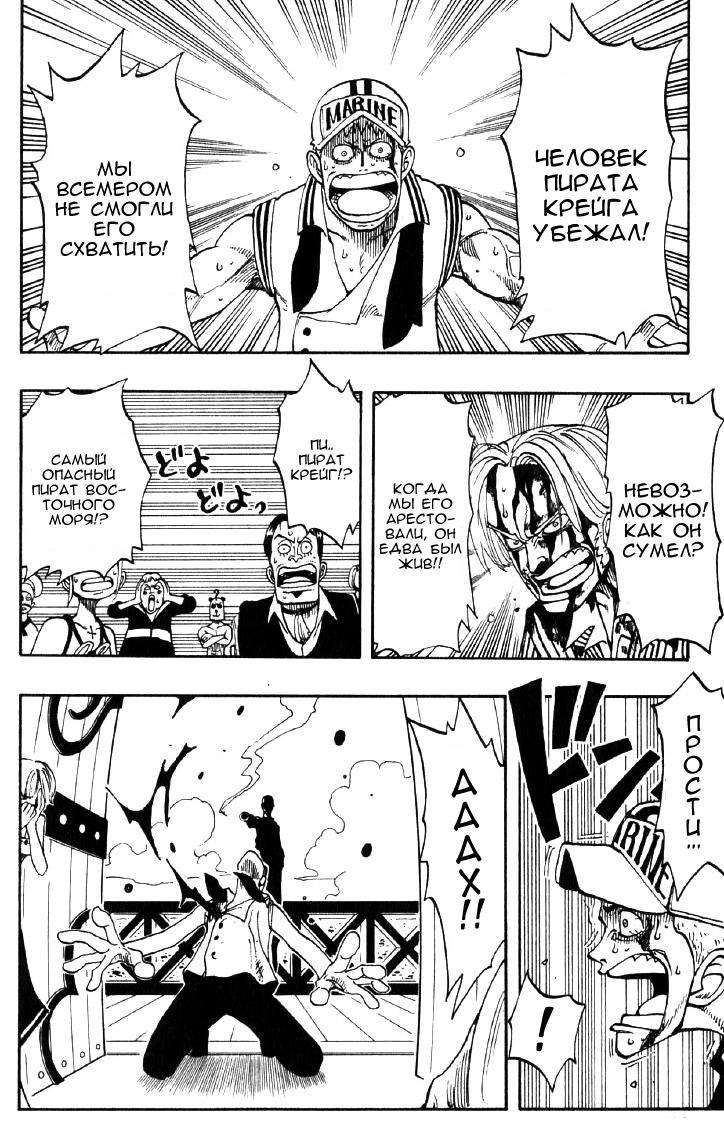 ЧЕЛОВЕК
ПИРАТА
КРЕЙГА
УБЕЖАЛ!
MARINE
МЫ
ВСЕМЕРОМ
НЕ СМОГЛИ
ЕГО
СХВАТИТЬ!
НЕВОЗ-
МОЖНО!
КАК ОН
СУМЕЛ?
КОГДА
МЫ ЕГО
АРЕСТО-
ВАЛИ, ОН
ЕДВА БЫЛ
ЖИВ!!
ПИ..
ПИРАТ
КРЕЙГ!?
どよ
どよっ
САМЫЙ
ОПАСНЫЙ
ПИРАТ ВОС-
ТОЧНОГО
МОРЯ!?
?
ПРОСТИ...
ドン
ARINE
!
АААХ!!